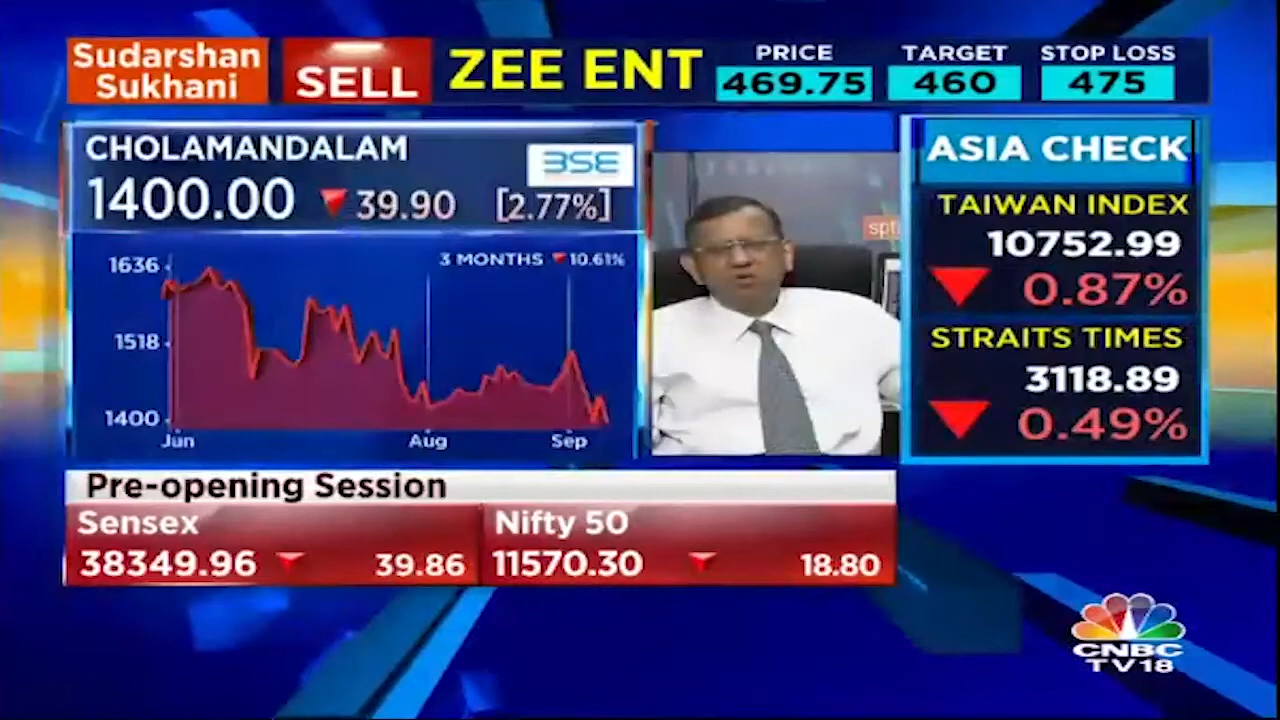 Sudarshan
Sukhani
SELL
ZEE ENT
PRICE
469.75
TARGET
460
STOP LOSS
475
CHOLAMANDALAM
BSE
1400.00 39.90 [2.77%]
3 MONTHS 10.61%
1636
1518
1400
Jun Aug Sep
ASIA CHECK
TAIWAN INDEX
10752.99
0.87%
STRAITS TIMES
3118.89
0.49%
Pre-opening Session
Sensex
38349.96 39.86
Nifty 50
11570.30 18.80
CNBC
TV18